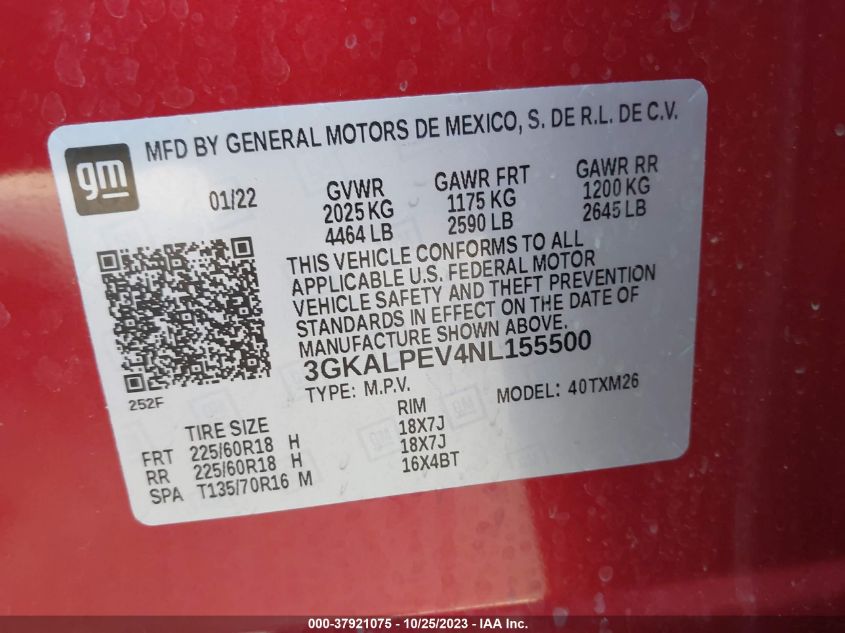 MFD BY GENERAL MOTORS DE MEXICO, S. DE R.L. DE C.V.
gm
01/22
GVWR GAWR FRT GAWR RR
2025 KG 1175 KG 1200 KG
4464 LB 2590 LB 2645 LB
THIS VEHICLE CONFORMS TO ALL
APPLICABLE U.S. FEDERAL MOTOR
VEHICLE SAFETY AND THEFT PREVENTION
STANDARDS IN EFFECT ON THE DATE OF
MANUFACTURE SHOWN ABOVE.
3GKALPEV4NL155500
252F
TYPE: M.P.V. MODEL: 40TXM26
TIRE SIZE RIM
FRT 225/60R18 H 18X7J
RR 225/60R18 H 18X7J
SPA T135/70R16 M 16X4BT
000-37921075 - 10/25/2023 - © IAA Inc.